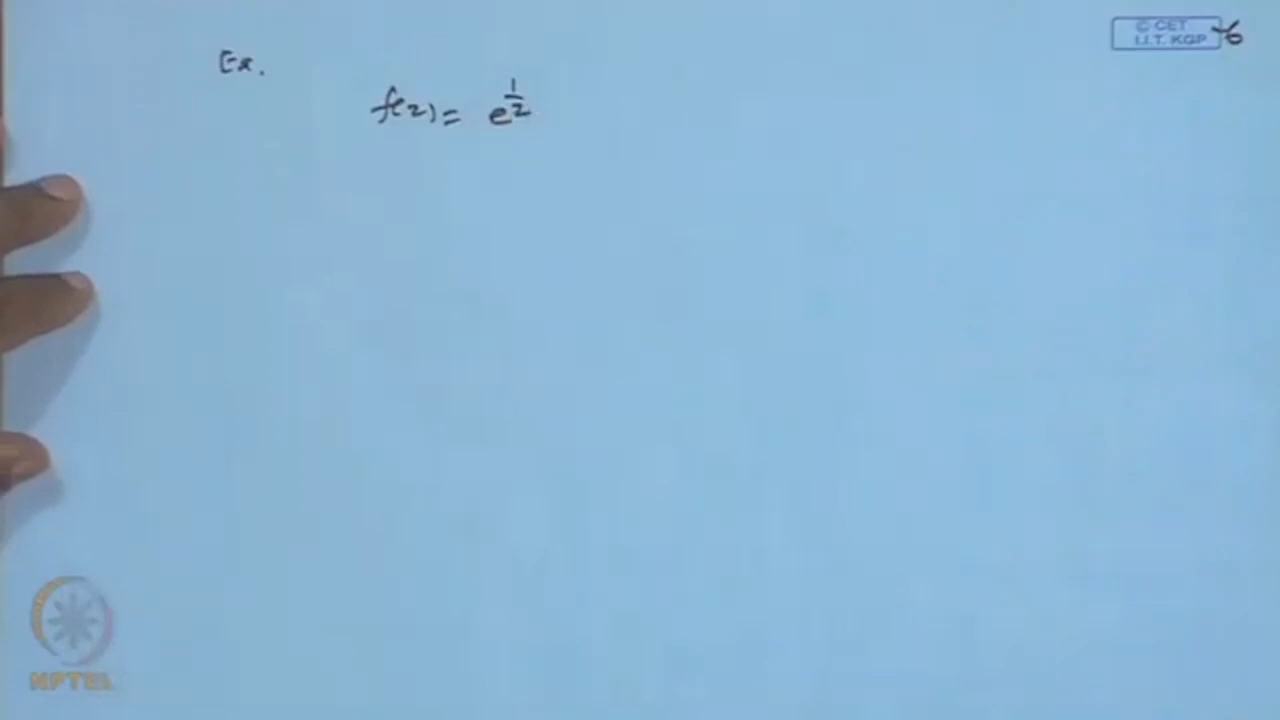 © CET
I.I.T. KGP
6
Ex.
f(z) = e^{1/z}
NPTEL